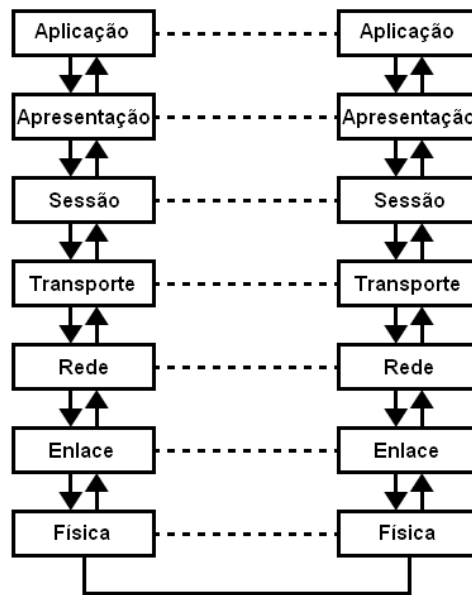 Aplicação
Aplicação
Apresentação
Apresentação
Sessão
Sessão
Transporte
Transporte
Rede
Rede
Enlace
Enlace
Física
Física